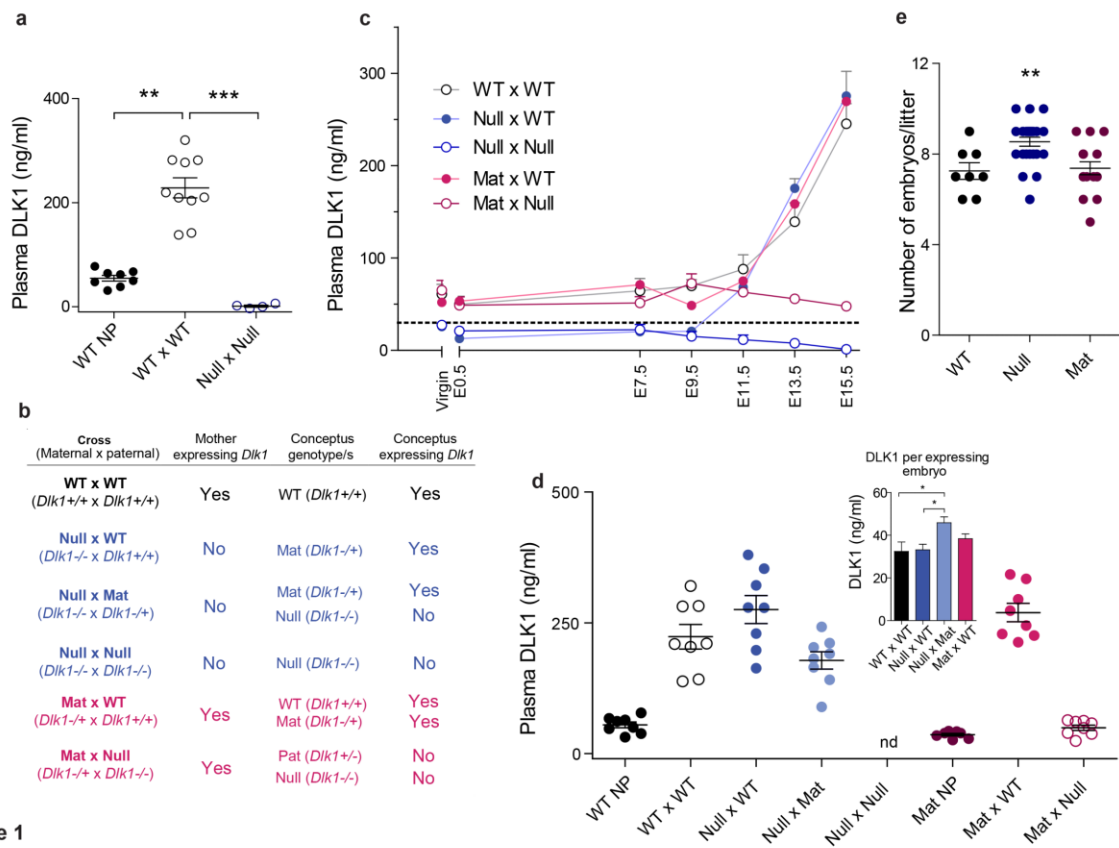 a
Plasma DLK1 (ng/ml)
400
200
0
**
***
WT NP
WT x WT
Null x Null
c
Plasma DLK1 (ng/ml)
300
200
100
0
WT x WT
Null x WT
Null x Null
Mat x WT
Mat x Null
Virgin
E0.5
E7.5
E9.5
E11.5
E13.5
E15.5
e
Number of embryos/litter
12
8
4
0
**
WT
Null
Mat
b
Cross Mother Conceptus Conceptus
(Maternal x paternal) expressing Dlk1 genotype/s expressing Dlk1
WT x WT
(Dlk1+/+ x Dlk1+/+) Yes WT (Dlk1+/+) Yes
Null x WT
(Dlk1-/- x Dlk1+/+) No Mat (Dlk1-/+) Yes
Null x Mat Mat (Dlk1-/+) Yes
(Dlk1-/- x Dlk1-/+) No Null (Dlk1-/-) No
Null x Null
(Dlk1-/- x Dlk1-/-) No Null (Dlk1-/-) No
Mat x WT WT (Dlk1+/+) Yes
(Dlk1-/+ x Dlk1+/+) Yes Mat (Dlk1-/+) Yes
Mat x Null Pat (Dlk1+/-) No
(Dlk1-/+ x Dlk1-/-) Yes Null (Dlk1-/-) No
d
Plasma DLK1 (ng/ml)
500
250
0
nd
WT NP
WT x WT
Null x WT
Null x Mat
Null x Null
Mat NP
Mat x WT
Mat x Null
DLK1 per expressing
embryo
DLK1 (ng/ml)
60
40
20
0
*
*
WT x WT
Null x WT
Null x Mat
Mat x WT
e 1